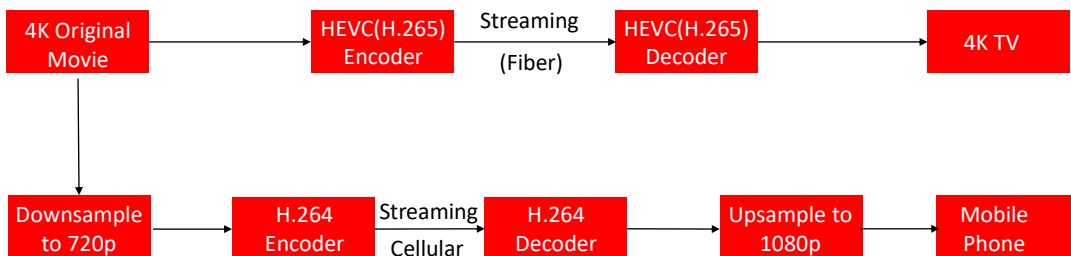 4K Original
Movie
HEVC(H.265)
Encoder
Streaming
(Fiber)
HEVC(H.265)
Decoder
4K TV
Downsample
to 720p
H.264
Encoder
Streaming
Cellular
H.264
Decoder
Upsample to
1080p
Mobile
Phone